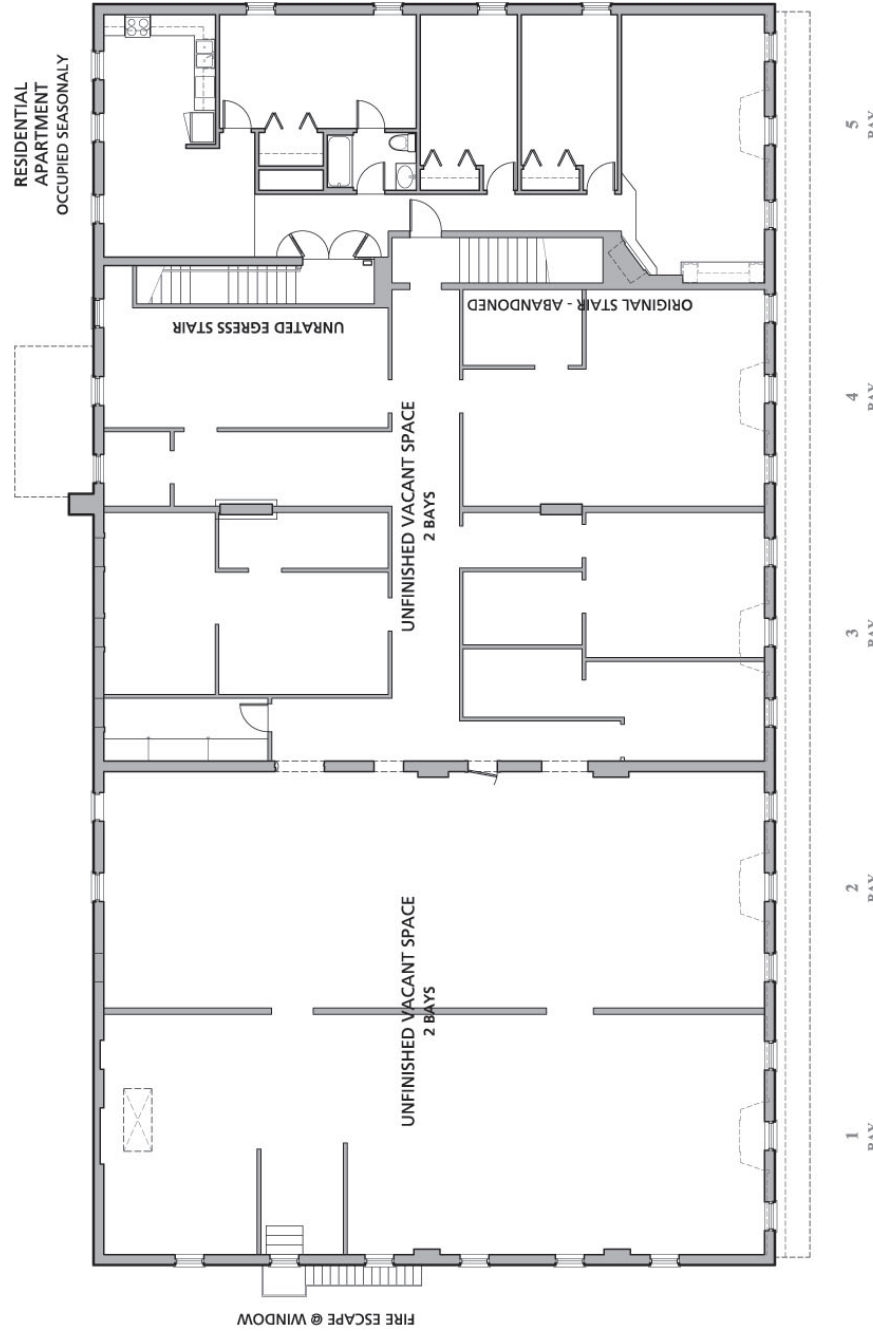 RESIDENTIAL
APARTMENT
OCCUPIED SEASONALY
UNRATED EGRESS STAIR
ORIGINAL STAIR - ABANDONED
UNFINISHED VACANT SPACE
2 BAYS
UNFINISHED VACANT SPACE
2 BAYS
FIRE ESCAPE @ WINDOW
5
BAY
4
BAY
3
BAY
2
BAY
1
BAY